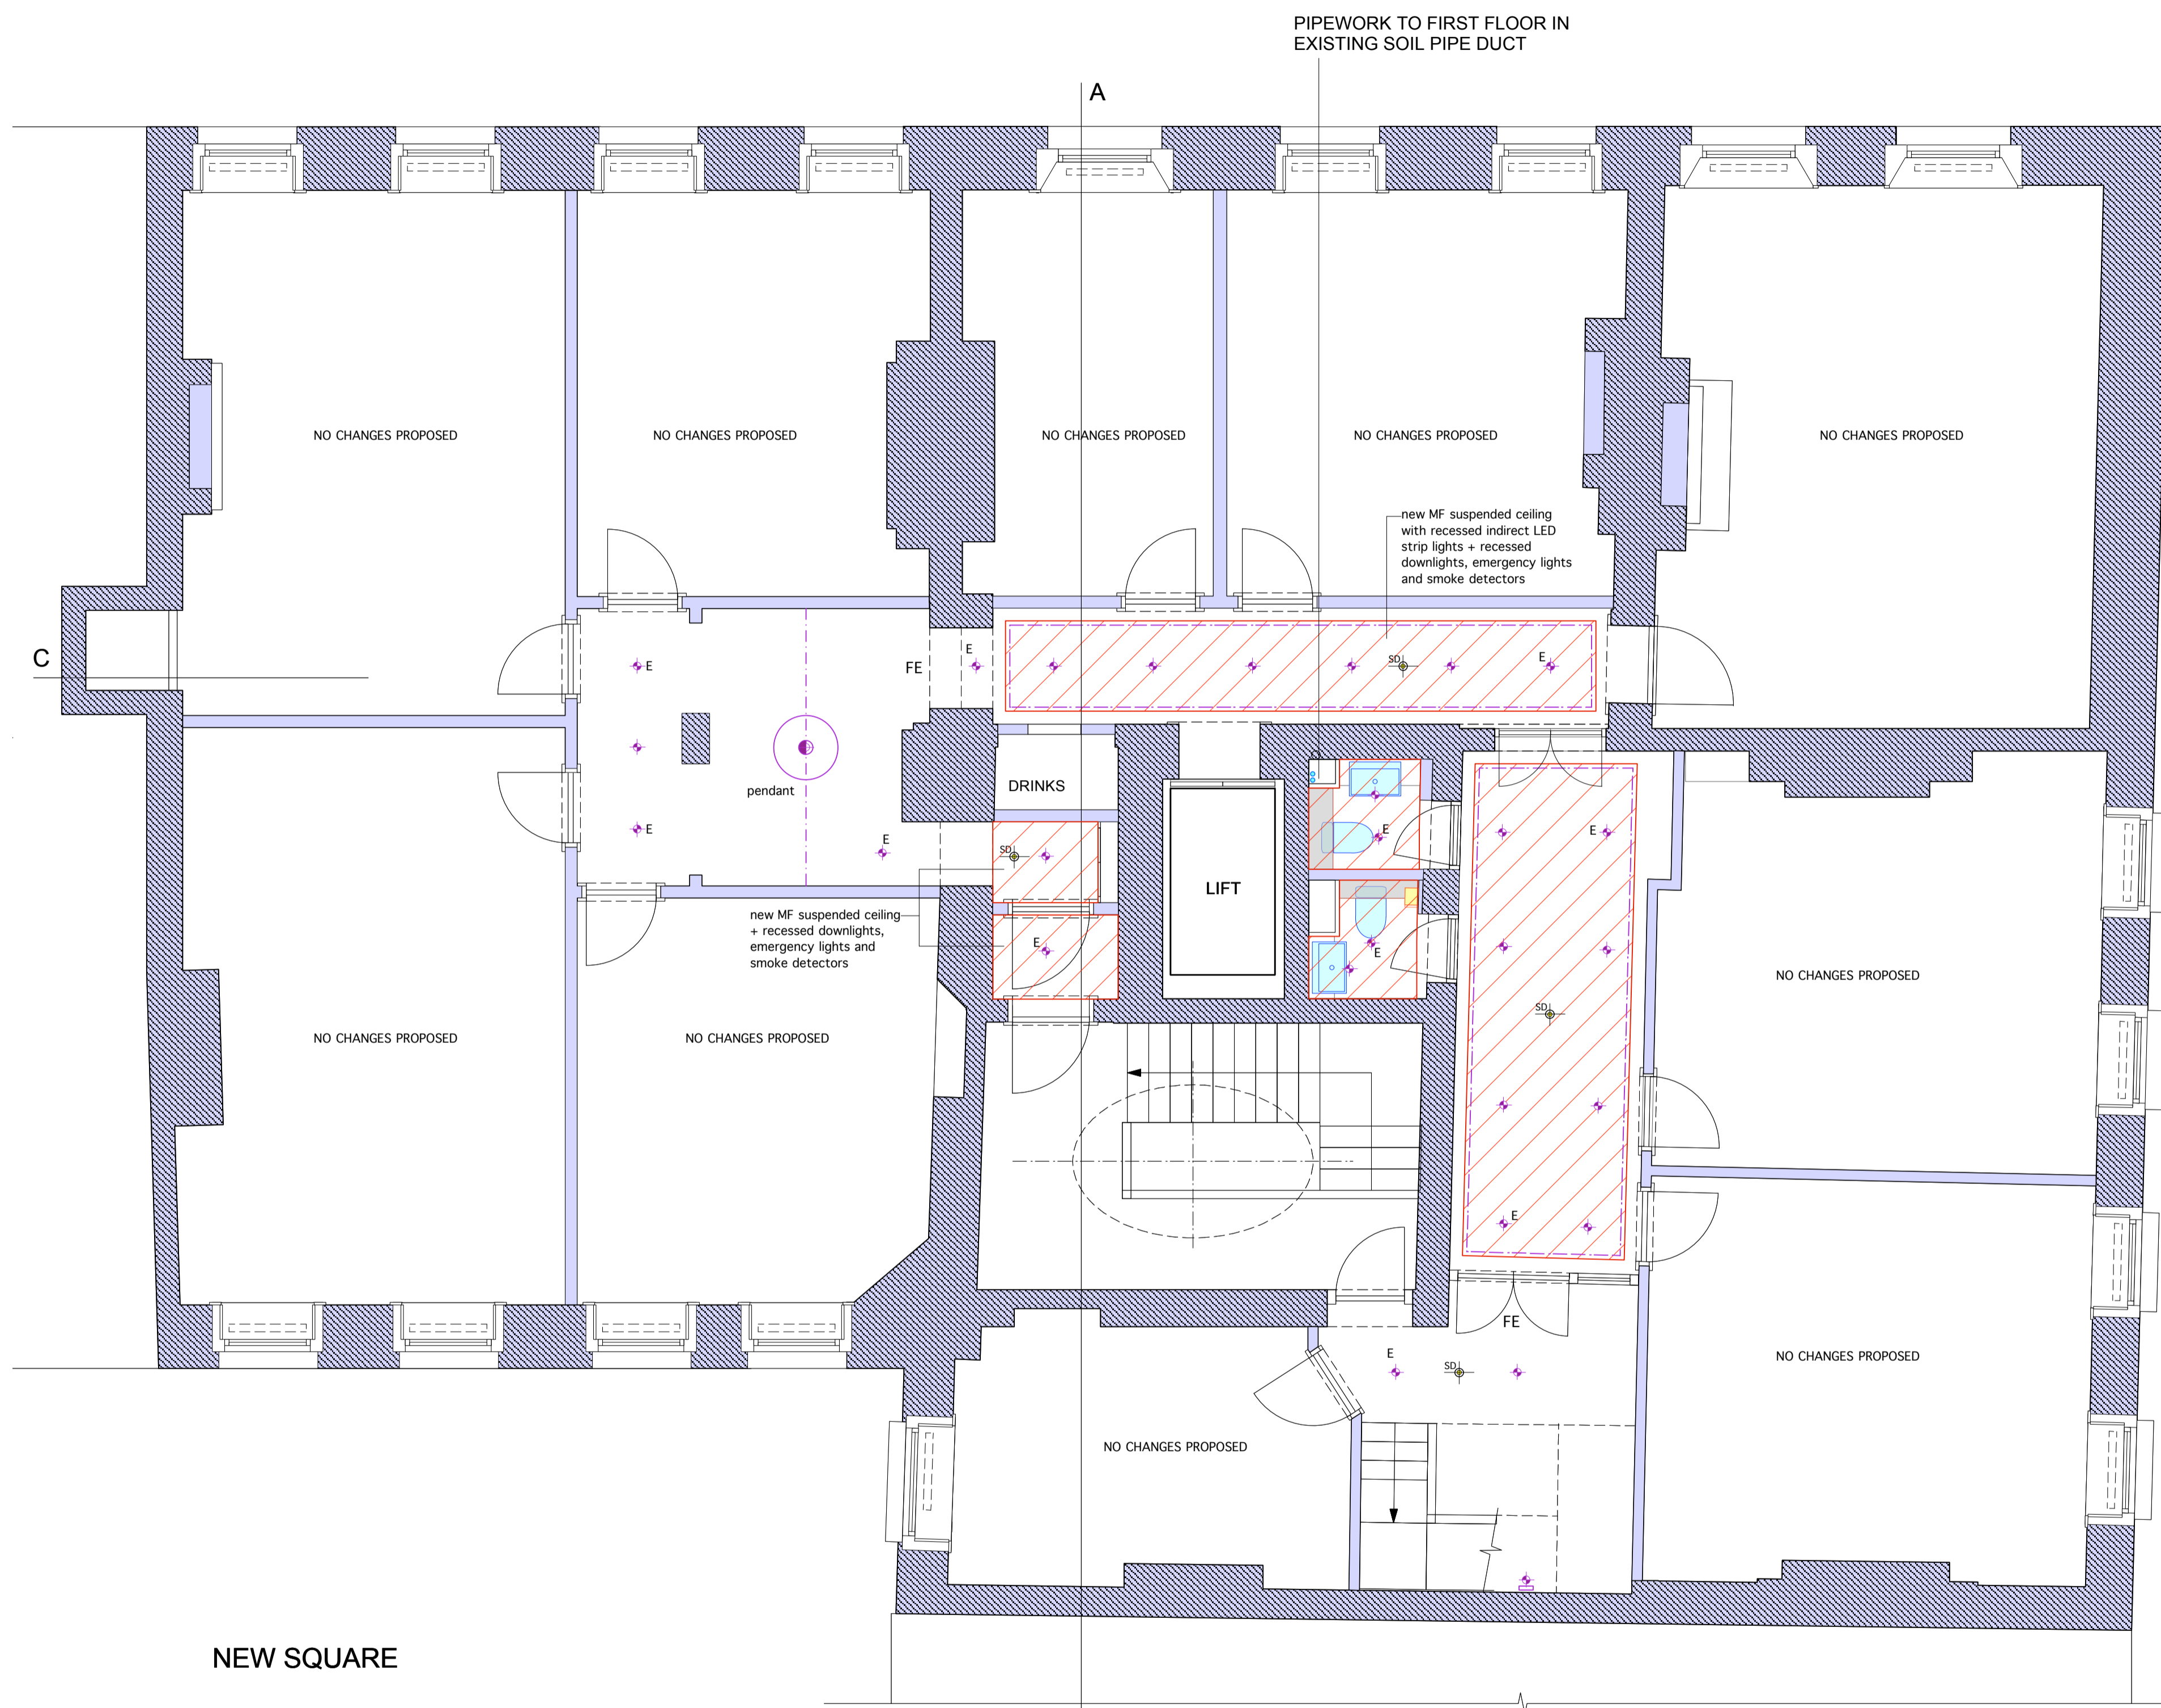 PIPEWORK TO FIRST FLOOR IN
EXISTING SOIL PIPE DUCT
A
NO CHANGES PROPOSED
NO CHANGES PROPOSED
NO CHANGES PROPOSED
NO CHANGES PROPOSED
NO CHANGES PROPOSED
new MF suspended ceiling
with recessed indirect LED
strip lights + recessed
downlights, emergency lights
and smoke detectors
C
E
FE
E
SD
E
pendant
DRINKS
E
E
E
SD
E
E
LIFT
new MF suspended ceiling
+ recessed downlights,
emergency lights and
smoke detectors
E
E
NO CHANGES PROPOSED
SD
NO CHANGES PROPOSED
NO CHANGES PROPOSED
E
FE
E
SD
NO CHANGES PROPOSED
NO CHANGES PROPOSED
NEW SQUARE